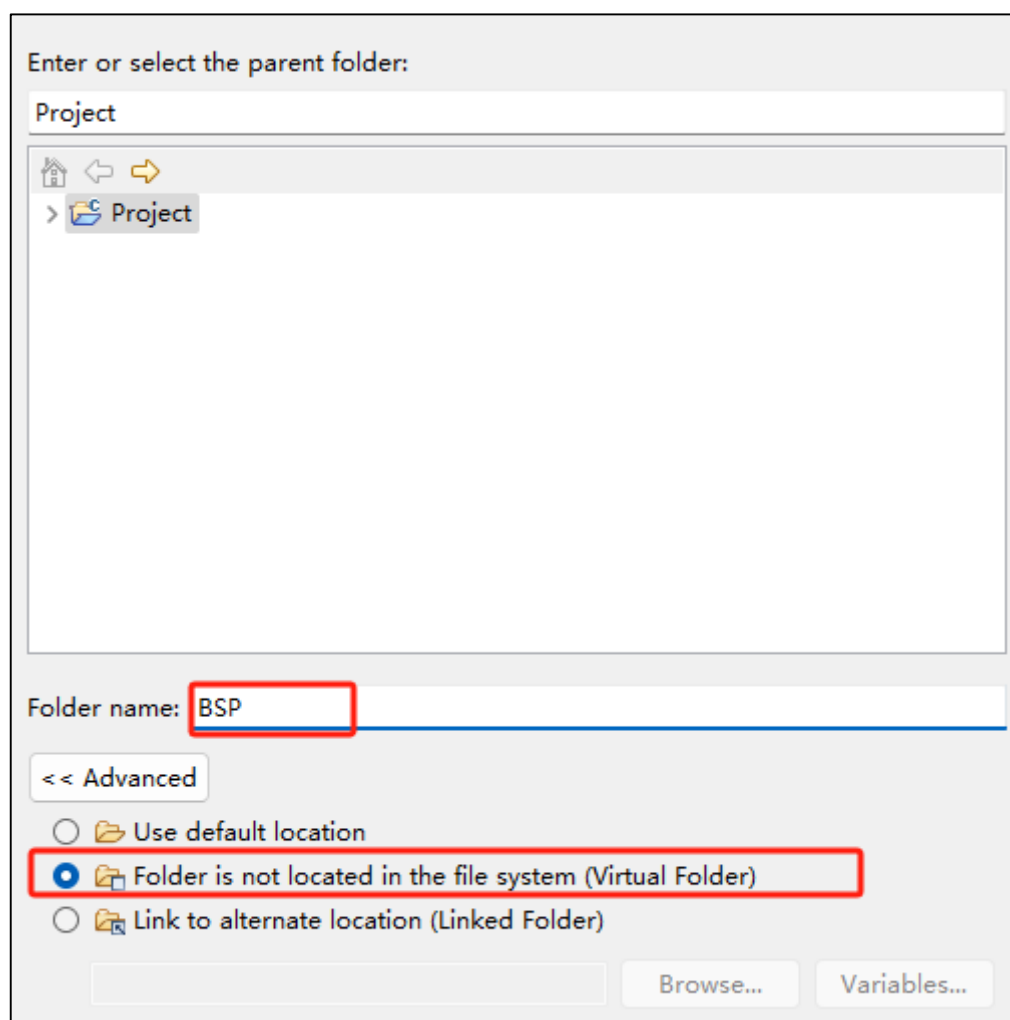 Enter or select the parent folder:
Project
Project
Folder name: BSP
<< Advanced
Use default location
Folder is not located in the file system (Virtual Folder)
Link to alternate location (Linked Folder)
Browse... Variables...